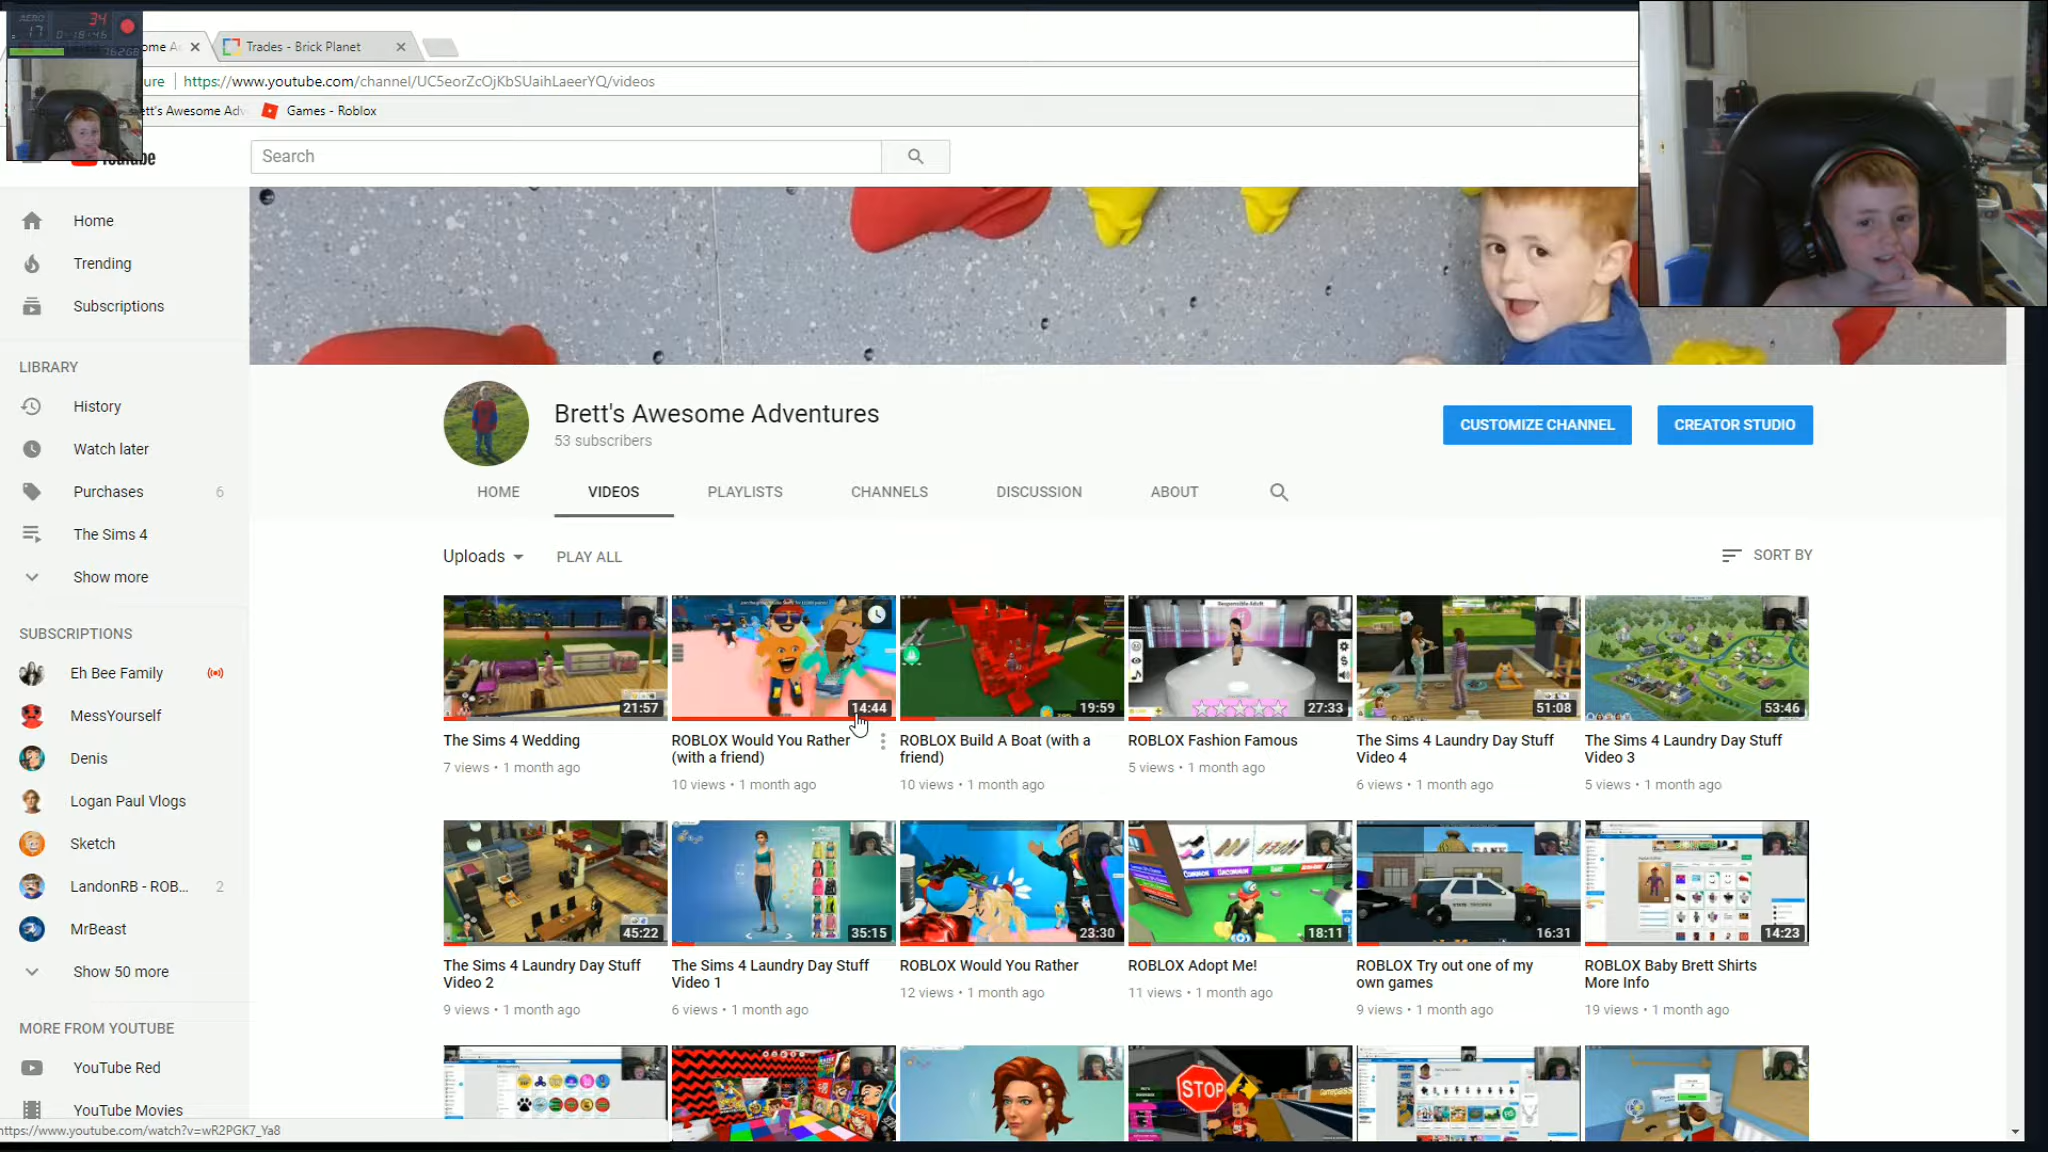 AERO
17
34
0:18:46
762GB
ome A
Trades - Brick Planet
ure
https://www.youtube.com/channel/UC5eorZcOjKbSUaihLaeerYQ/videos
ett's Awesome Adv
Games - Roblox
Search
Home
Trending
Subscriptions
LIBRARY
History
Watch later
Purchases 6
The Sims 4
Show more
SUBSCRIPTIONS
Eh Bee Family
MessYourself
Denis
Logan Paul Vlogs
Sketch
LandonRB - ROB... 2
MrBeast
Show 50 more
MORE FROM YOUTUBE
YouTube Red
YouTube Movies
https://www.youtube.com/watch?v=wR2PGK7_Ya8
Brett's Awesome Adventures
53 subscribers
CUSTOMIZE CHANNEL
CREATOR STUDIO
HOME VIDEOS PLAYLISTS CHANNELS DISCUSSION ABOUT
Uploads PLAY ALL
SORT BY
21:57
The Sims 4 Wedding
7 views • 1 month ago
14:44
ROBLOX Would You Rather
(with a friend)
10 views • 1 month ago
19:59
ROBLOX Build A Boat (with a
friend)
10 views • 1 month ago
27:33
ROBLOX Fashion Famous
5 views • 1 month ago
51:08
The Sims 4 Laundry Day Stuff
Video 4
6 views • 1 month ago
53:46
The Sims 4 Laundry Day Stuff
Video 3
5 views • 1 month ago
45:22
The Sims 4 Laundry Day Stuff
Video 2
9 views • 1 month ago
35:15
The Sims 4 Laundry Day Stuff
Video 1
6 views • 1 month ago
23:30
ROBLOX Would You Rather
12 views • 1 month ago
18:11
ROBLOX Adopt Me!
11 views • 1 month ago
16:31
ROBLOX Try out one of my
own games
9 views • 1 month ago
14:23
ROBLOX Baby Brett Shirts
More Info
19 views • 1 month ago
STOP